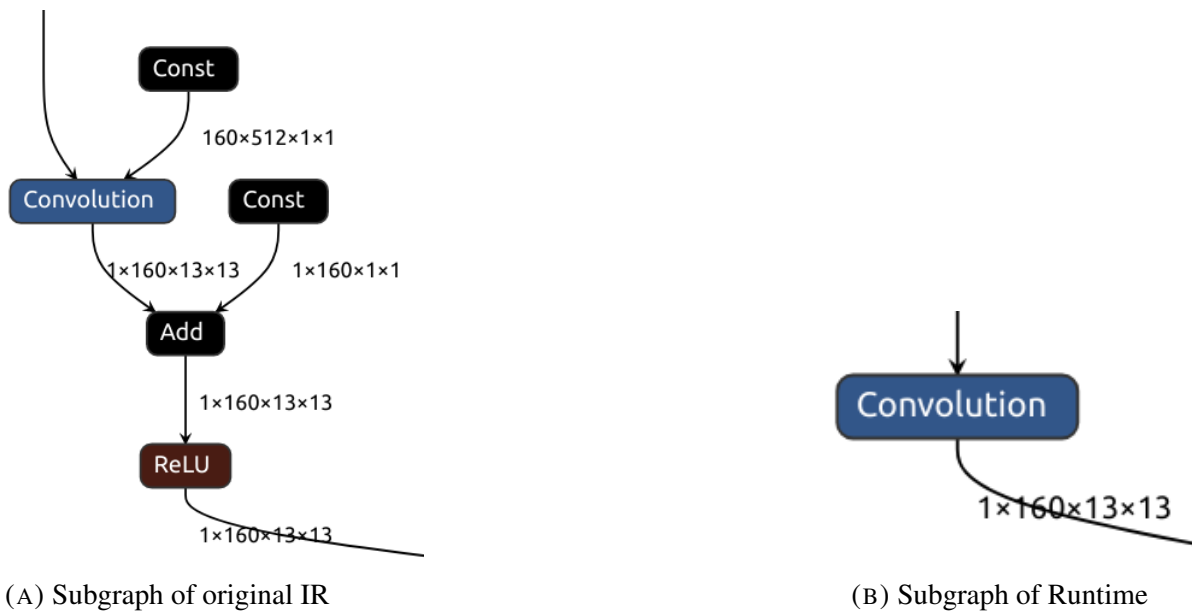 Const
160×512×1×1
Convolution
Const
1×160×13×13
1×160×1×1
Add
1×160×13×13
ReLU
1×160×13×13
(A) Subgraph of original IR
Convolution
1×160×13×13
(B) Subgraph of Runtime